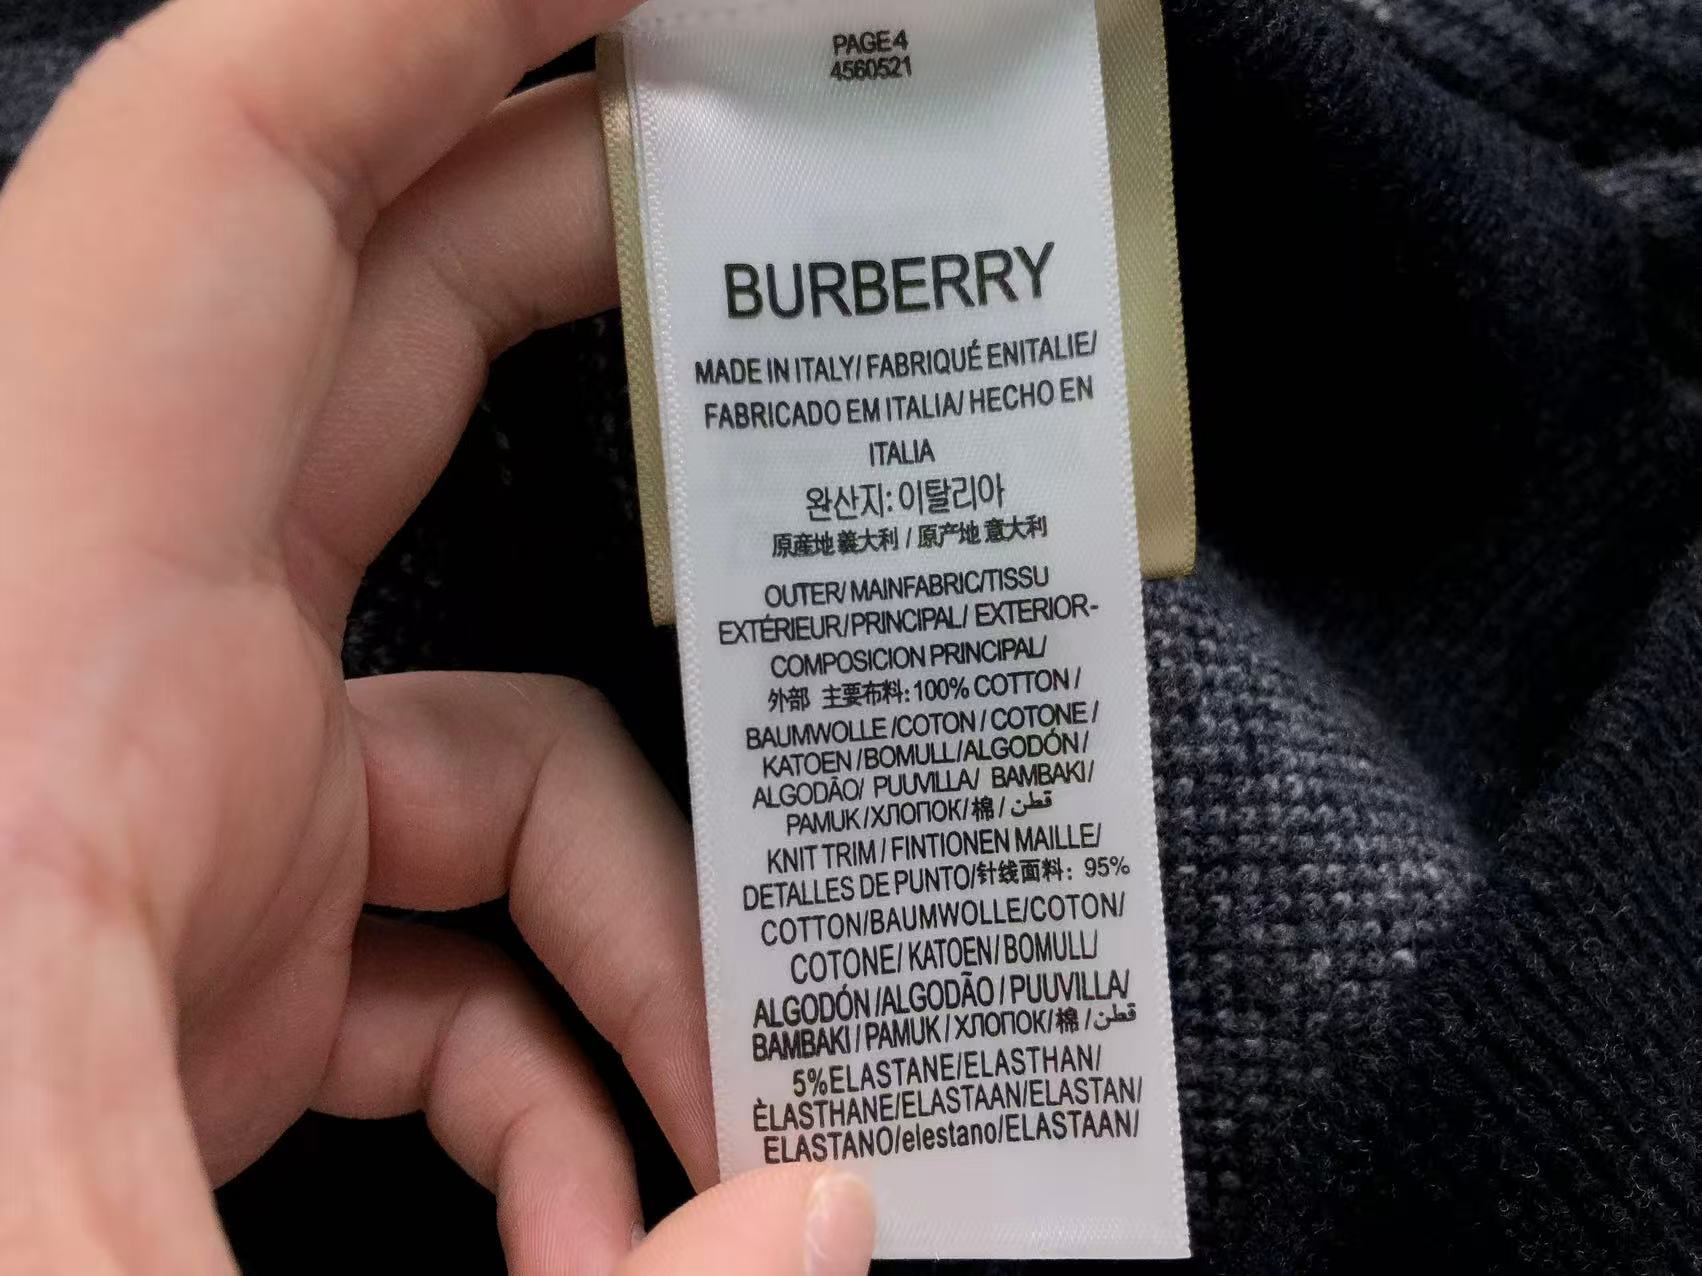 PAGE4
4560521
BURBERRY
MADE IN ITALY/ FABRIQUÉ ENITALIE/
FABRICADO EM ITALIA/ HECHO EN
ITALIA
완산지: 이탈리아
原産地 義大利 / 原产地 意大利
OUTER/ MAINFABRIC/TISSU
EXTÉRIEUR/PRINCIPAL/ EXTERIOR-
COMPOSICION PRINCIPAL/
外部 主要布料: 100% COTTON /
BAUMWOLLE /COTON / COTONE /
KATOEN /BOMULL/ALGODÓN /
ALGODÃO/ PUUVILLA/ BAMBAKI/
PAMUK /ХЛОПОК/棉 / قطن
KNIT TRIM / FINTIONEN MAILLE/
DETALLES DE PUNTO/针线面料: 95%
COTTON/BAUMWOLLE/COTON/
COTONE/ KATOEN/ BOMULL/
ALGODÓN /ALGODÃO / PUUVILLA/
BAMBAKI / PAMUK / ХЛОПОК/棉 / قطن
5%ELASTANE/ELASTHAN/
ÈLASTHANE/ELASTAAN/ELASTAN/
ELASTANO/elestano/ELASTAAN/